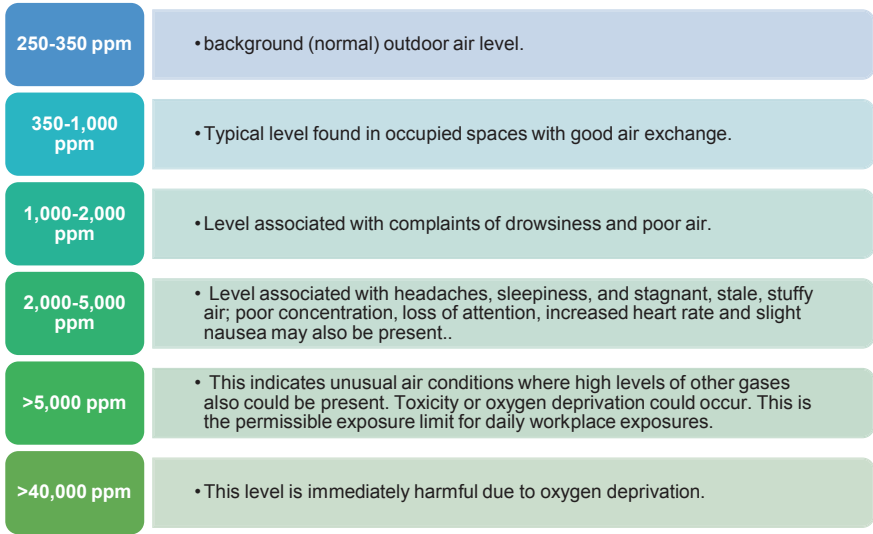 250-350 ppm
•background (normal) outdoor air level.
350-1,000
ppm
•Typical level found in occupied spaces with good air exchange.
1,000-2,000
ppm
•Level associated with complaints of drowsiness and poor air.
2,000-5,000
ppm
• Level associated with headaches, sleepiness, and stagnant, stale, stuffy
air; poor concentration, loss of attention, increased heart rate and slight
nausea may also be present..
>5,000 ppm
• This indicates unusual air conditions where high levels of other gases
also could be present. Toxicity or oxygen deprivation could occur. This is
the permissible exposure limit for daily workplace exposures.
>40,000 ppm
•This level is immediately harmful due to oxygen deprivation.